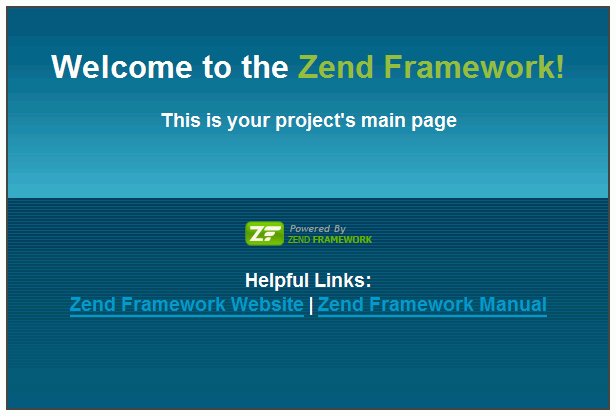 Welcome to the Zend Framework!
This is your project's main page
ZF Powered By
ZEND FRAMEWORK
Helpful Links:
Zend Framework Website | Zend Framework Manual